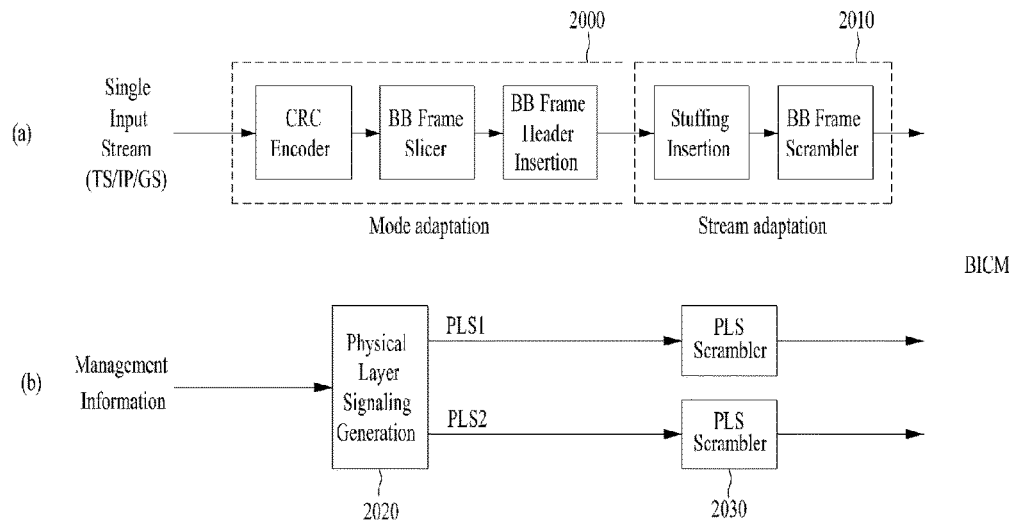 2000
2010
(a)
Single
Input
Stream
(TS/IP/GS)
CRC
Encoder
BB Frame
Slicer
BB Frame
Header
Insertion
Stuffing
Insertion
BB Frame
Scrambler
Mode adaptation
Stream adaptation
BICM
(b)
Management
Information
Physical
Layer
Signaling
Generation
PLS1
PLS
Scrambler
PLS2
PLS
Scrambler
2020
2030